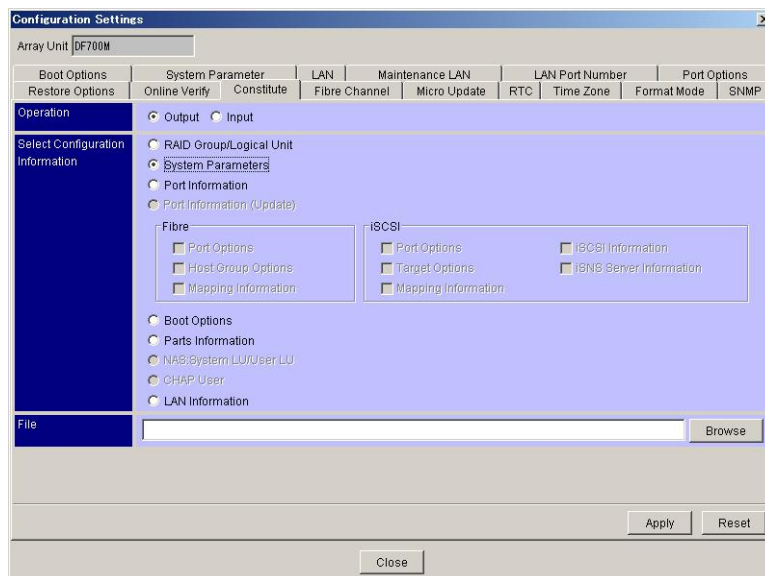 Configuration Settings
Array Unit DF700M
Boot Options System Parameter LAN Maintenance LAN LAN Port Number Port Options
Restore Options Online Verify Constitute Fibre Channel Micro Update RTC Time Zone Format Mode SNMP
Operation Output Input
Select Configuration Information
RAID Group/Logical Unit
System Parameters
Port Information
Port Information (Update)
Fibre
Port Options
Host Group Options
Mapping Information
iSCSI
Port Options iSCSI Information
Target Options iSNS Server Information
Mapping Information
Boot Options
Parts Information
NAS:System LU/User LU
CHAP User
LAN Information
File Browse
Apply Reset
Close